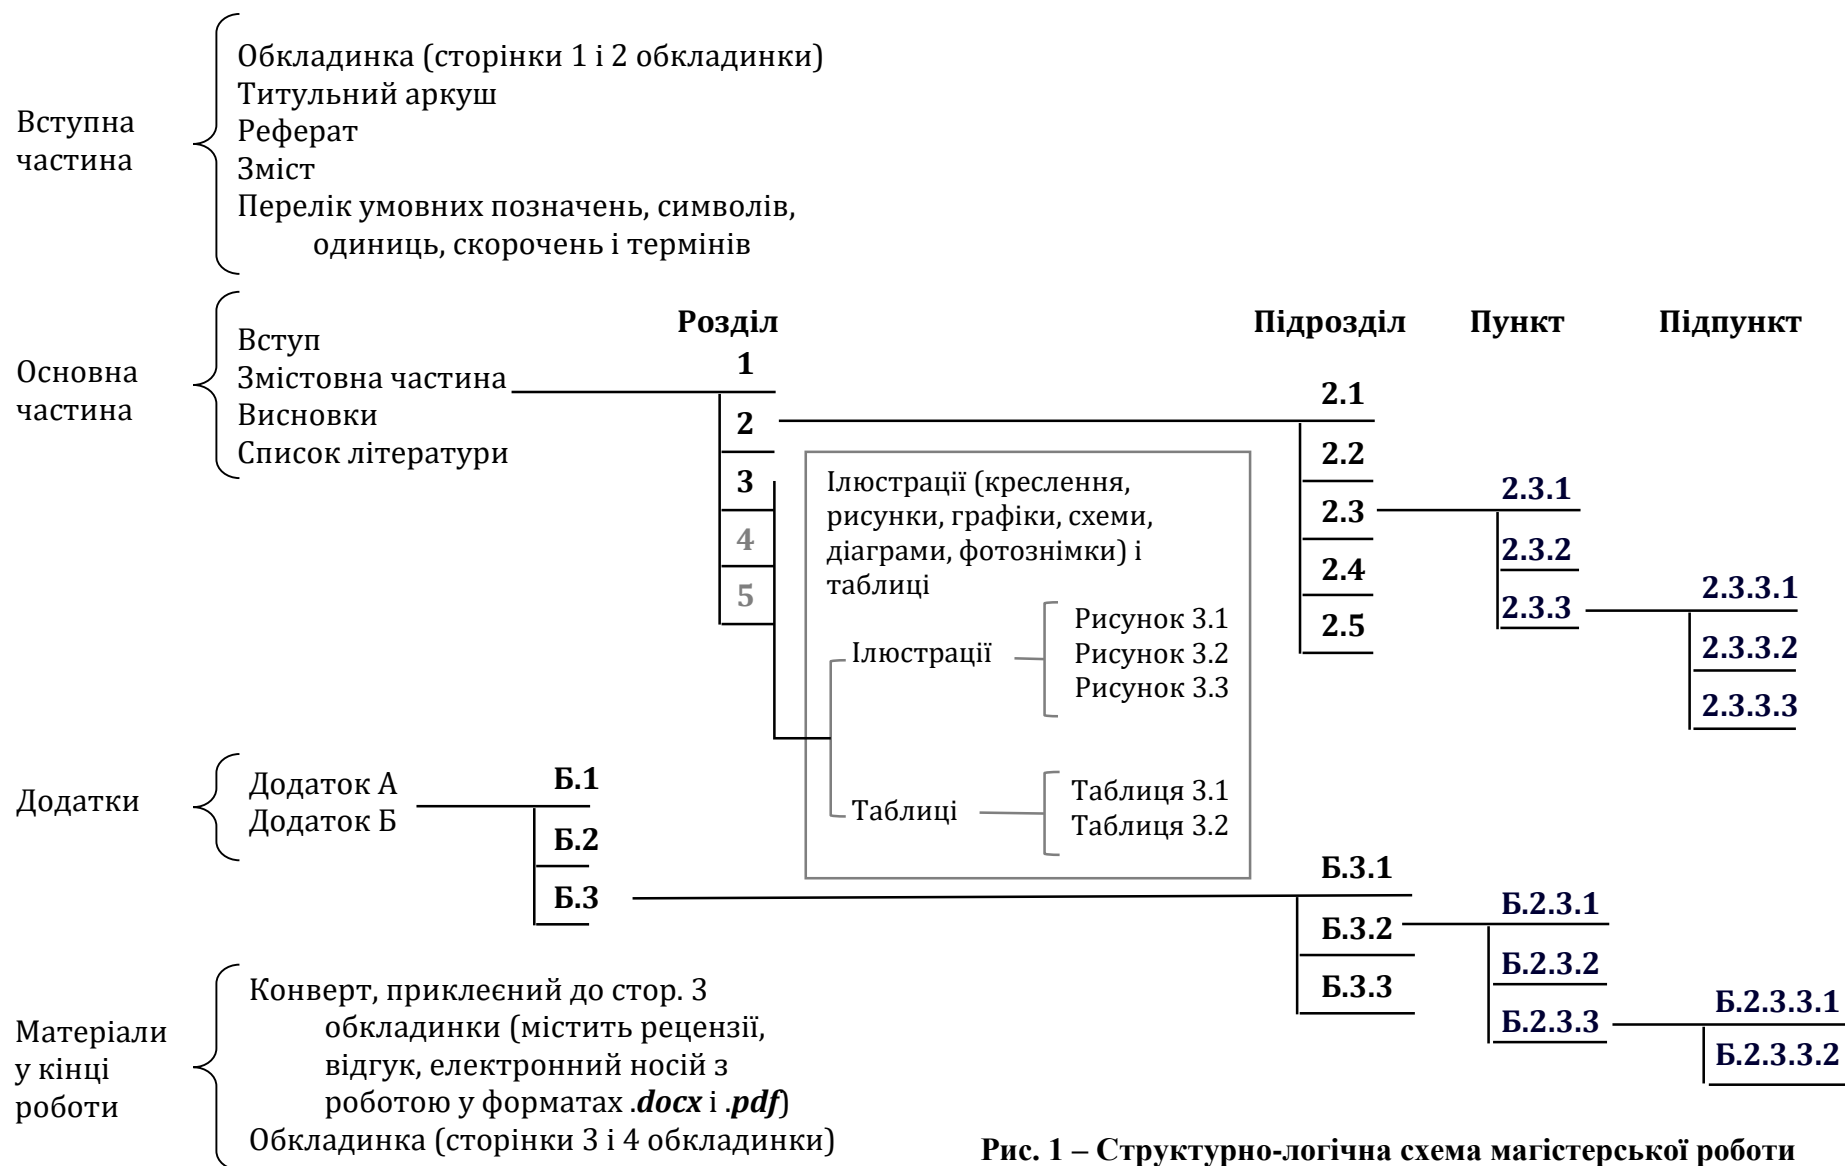 Вступна
частина
Обкладинка (сторінки 1 і 2 обкладинки)
Титульний аркуш
Реферат
Зміст
Перелік умовних позначень, символів,
одиниць, скорочень і термінів
Основна
частина
Вступ
Змістовна частина
Висновки
Список літератури
Розділ
1
2
3
4
5
Підрозділ
2.1
2.2
2.3
2.4
2.5
Пункт
2.3.1
2.3.2
2.3.3
Підпункт
2.3.3.1
2.3.3.2
2.3.3.3
Ілюстрації (креслення,
рисунки, графіки, схеми,
діаграми, фотознімки) і
таблиці
Ілюстрації
Рисунок 3.1
Рисунок 3.2
Рисунок 3.3
Таблиці
Таблиця 3.1
Таблиця 3.2
Додатки
Додаток А
Додаток Б
Б.1
Б.2
Б.3
Б.3.1
Б.3.2
Б.3.3
Б.2.3.1
Б.2.3.2
Б.2.3.3
Б.2.3.3.1
Б.2.3.3.2
Матеріали
у кінці
роботи
Конверт, приклеєний до стор. 3
обкладинки (містить рецензії,
відгук, електронний носій з
роботою у форматах .docx і .pdf)
Обкладинка (сторінки 3 і 4 обкладинки)
Рис. 1 – Структурно-логічна схема магістерської роботи